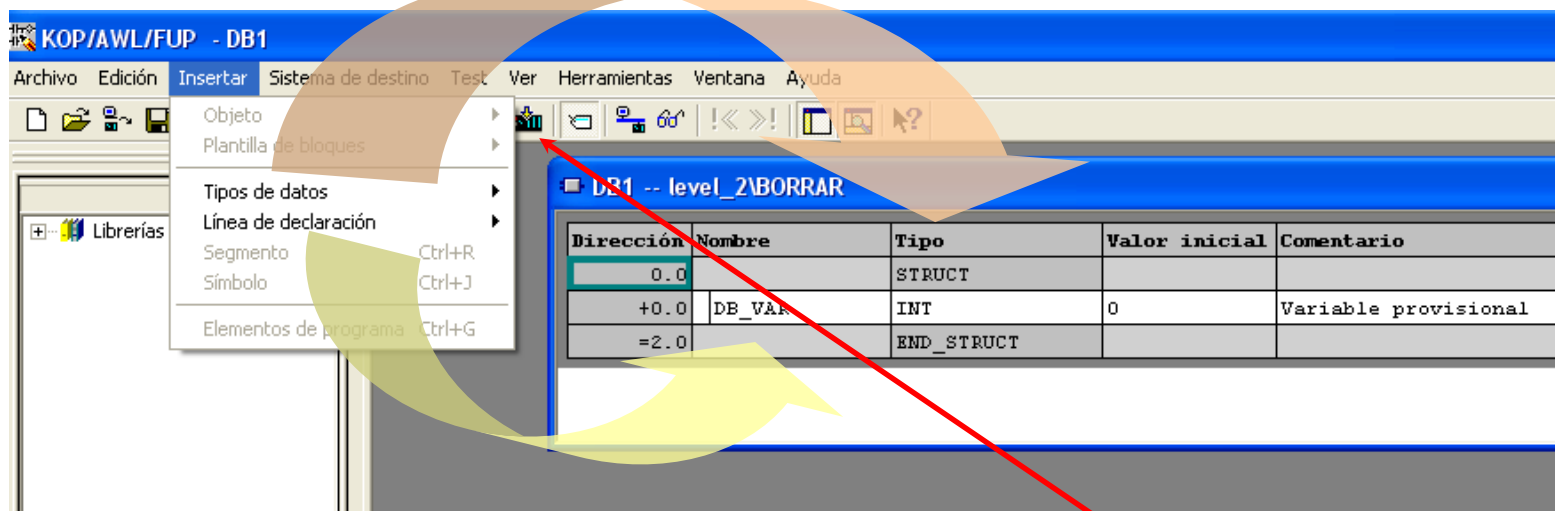 KOP/AWL/FUP - DB1
Archivo Edición Insertar Sistema de destino Test Ver Herramientas Ventana Ayuda
Objeto
Plantilla de bloques
Tipos de datos
Línea de declaración
Segmento Ctrl+R
Símbolo Ctrl+J
Elementos de programa Ctrl+G
Librerías
DB1 -- level_2\BORRAR
Dirección Nombre Tipo Valor inicial Comentario
0.0 STRUCT
+0.0 DB_VAR INT 0 Variable provisional
=2.0 END_STRUCT